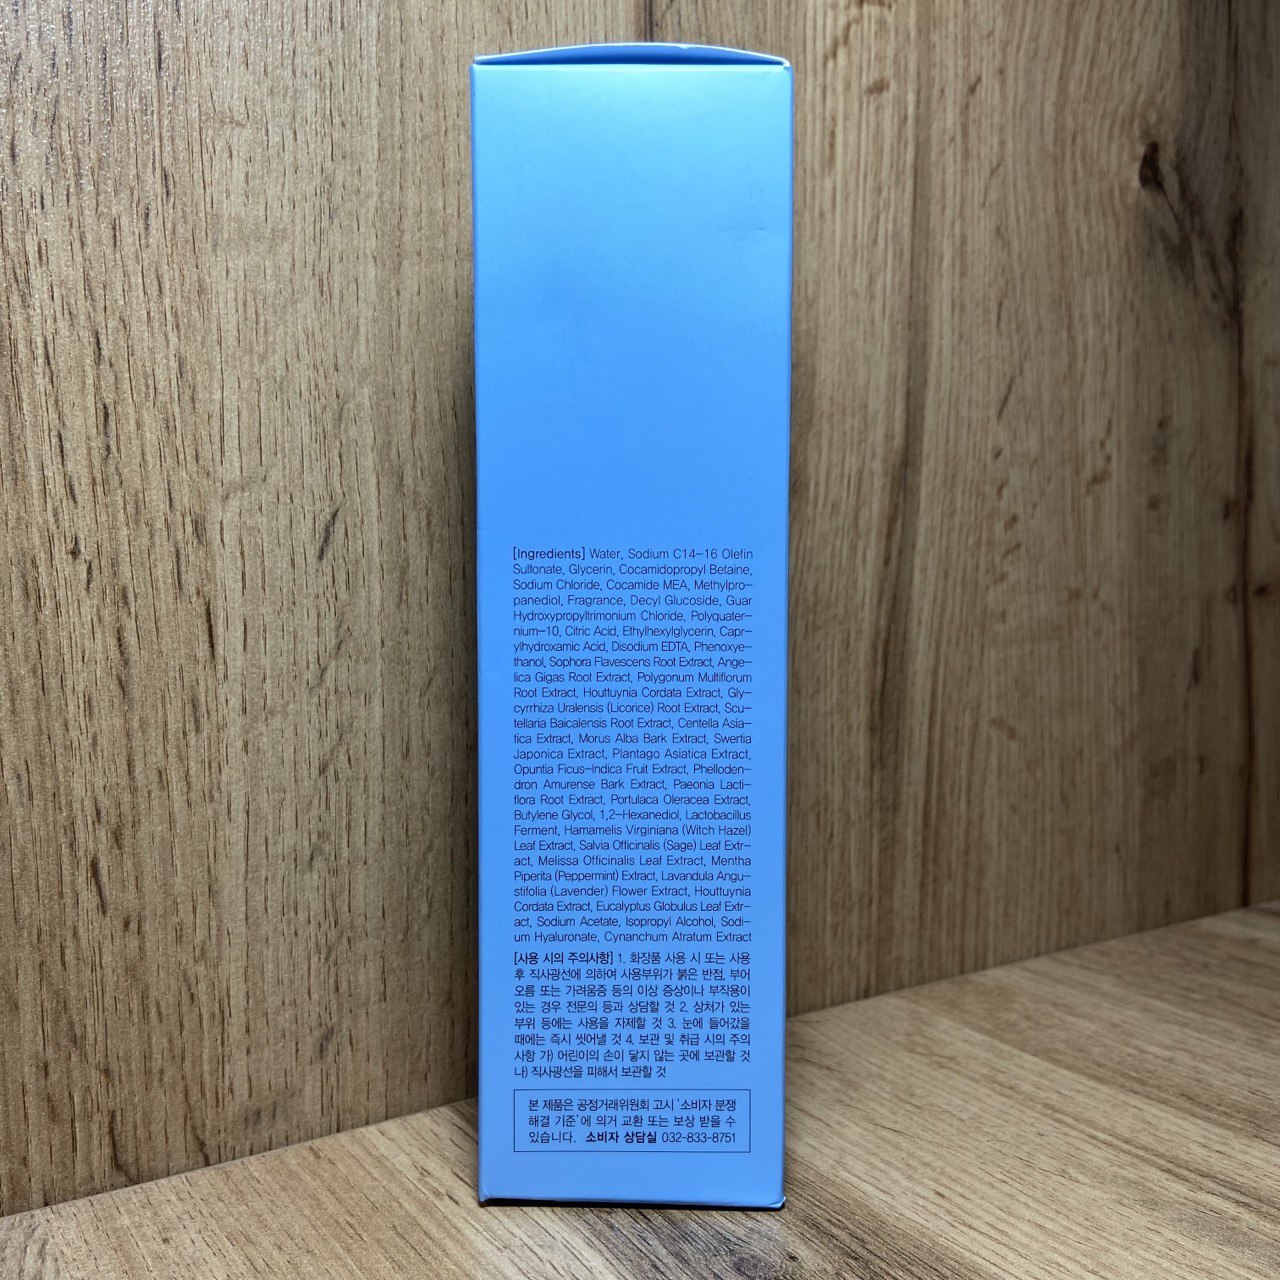 [Ingredients] Water, Sodium C14-16 Olefin
Sulfonate, Glycerin, Cocamidopropyl Betaine,
Sodium Chloride, Cocamide MEA, Methylpro-
panediol, Fragrance, Decyl Glucoside, Guar
Hydroxypropyltrimonium Chloride, Polyquater-
nium-10, Citric Acid, Ethylhexylglycerin, Capr-
ylhydroxamic Acid, Disodium EDTA, Phenoxye-
thanol, Sophora Flavescens Root Extract, Ange-
lica Gigas Root Extract, Polygonum Multiflorum
Root Extract, Houttuynia Cordata Extract, Gly-
cyrrhiza Uralensis (Licorice) Root Extract, Scu-
tellaria Baicalensis Root Extract, Centella Asia-
tica Extract, Morus Alba Bark Extract, Swertia
Japonica Extract, Plantago Asiatica Extract,
Opuntia Ficus-Indica Fruit Extract, Phelloden-
dron Amurense Bark Extract, Paeonia Lacti-
flora Root Extract, Portulaca Oleracea Extract,
Butylene Glycol, 1,2-Hexanediol, Lactobacillus
Ferment, Hamamelis Virginiana (Witch Hazel)
Leaf Extract, Salvia Officinalis (Sage) Leaf Extr-
act, Melissa Officinalis Leaf Extract, Mentha
Piperita (Peppermint) Extract, Lavandula Angu-
stifolia (Lavender) Flower Extract, Houttuynia
Cordata Extract, Eucalyptus Globulus Leaf Extr-
act, Sodium Acetate, Isopropyl Alcohol, Sodi-
um Hyaluronate, Cynanchum Atratum Extract
[사용 시의 주의사항] 1. 화장품 사용 시 또는 사용
후 직사광선에 의하여 사용부위가 붉은 반점, 부어
오름 또는 가려움증 등의 이상 증상이나 부작용이
있는 경우 전문의 등과 상담할 것 2. 상처가 있는
부위 등에는 사용을 자제할 것 3. 눈에 들어갔을
때에는 즉시 씻어낼 것 4. 보관 및 취급 시의 주의
사항 가) 어린이의 손이 닿지 않는 곳에 보관할 것
나) 직사광선을 피해서 보관할 것
본 제품은 공정거래위원회 고시 '소비자 분쟁
해결 기준'에 의거 교환 또는 보상 받을 수
있습니다. 소비자 상담실 032-833-8751